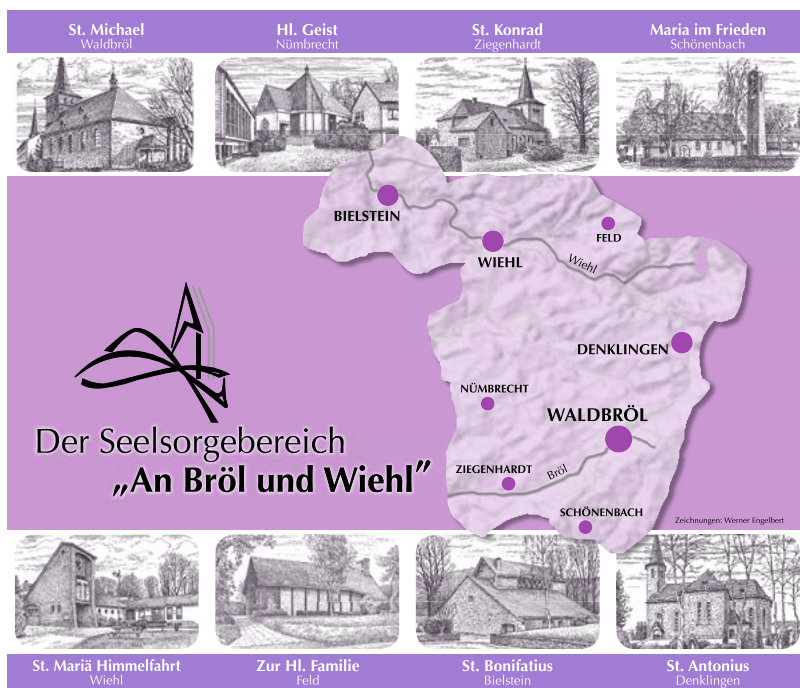 St. Michael
Waldbröl
Hl. Geist
Nümbrecht
St. Konrad
Ziegenhardt
Maria im Frieden
Schönenbach
BIELSTEIN
WIEHL
FELD
Wiehl
DENKLINGEN
NÜMBRECHT
WALDBRÖL
ZIEGENHARDT
Bröl
SCHÖNENBACH
Der Seelsorgebereich
„An Bröl und Wiehl”
Zeichnungen: Werner Engelbert
St. Mariä Himmelfahrt
Wiehl
Zur Hl. Familie
Feld
St. Bonifatius
Bielstein
St. Antonius
Denklingen